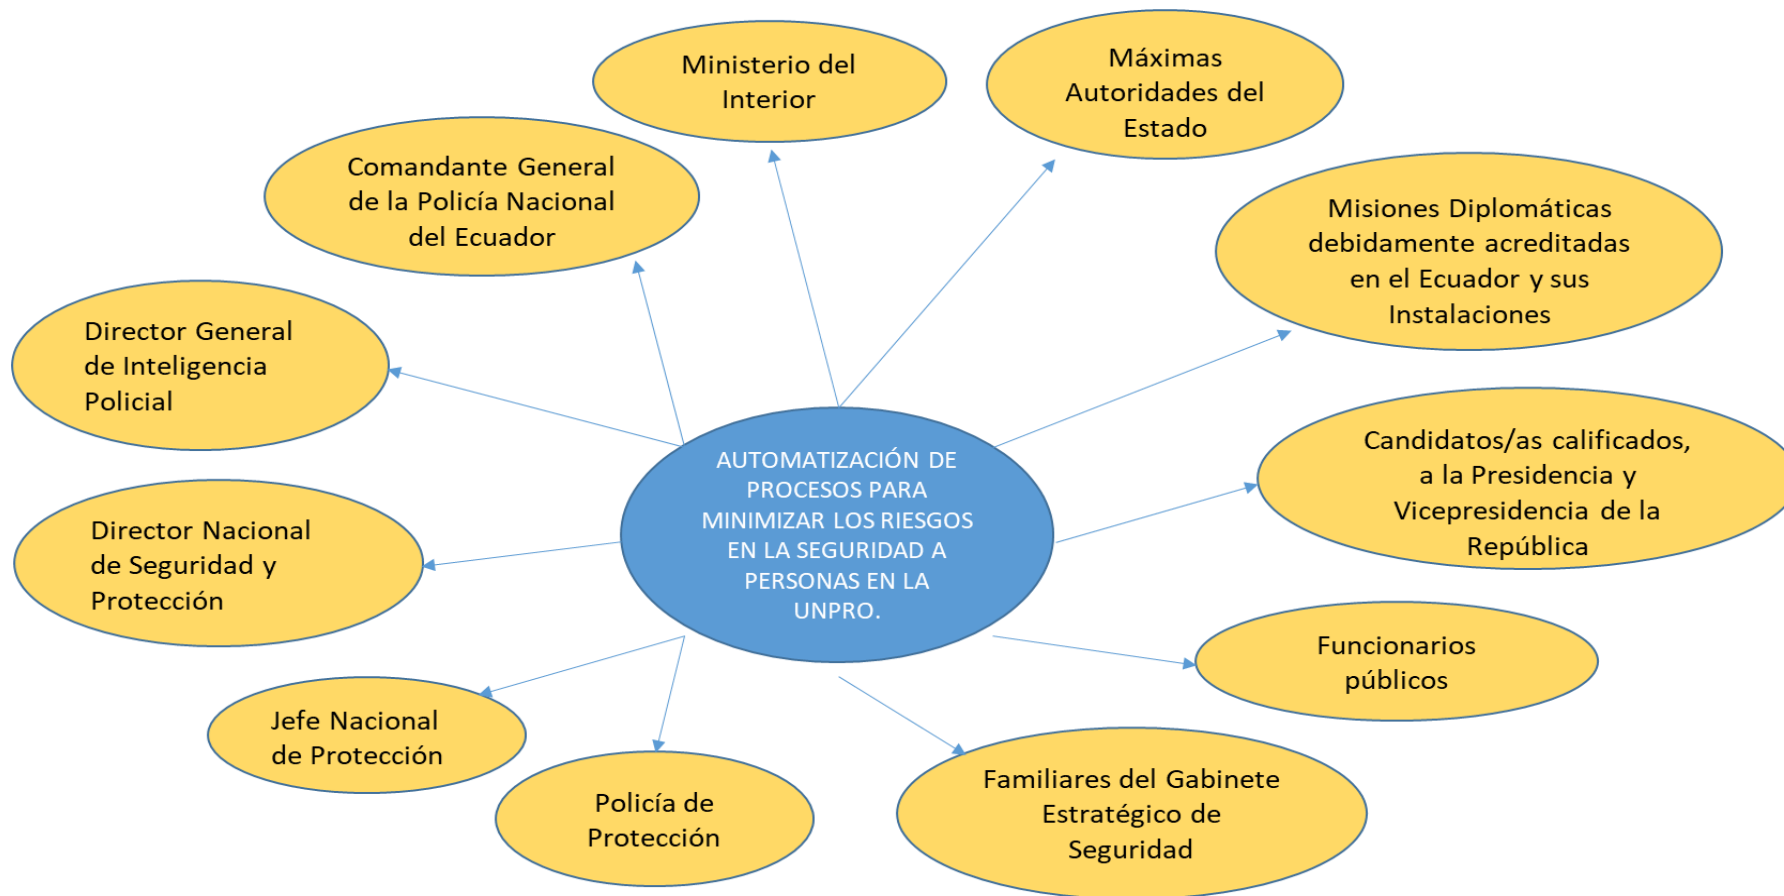 Ministerio del
Interior
Máximas
Autoridades del
Estado
Comandante General
de la Policía Nacional
del Ecuador
Misiones Diplomáticas
debidamente acreditadas
en el Ecuador y sus
Instalaciones
Director General
de Inteligencia
Policial
Candidatos/as calificados,
a la Presidencia y
Vicepresidencia de la
República
AUTOMATIZACIÓN DE
PROCESOS PARA
MINIMIZAR LOS RIESGOS
EN LA SEGURIDAD A
PERSONAS EN LA
UNPRO.
Director Nacional
de Seguridad y
Protección
Funcionarios
públicos
Jefe Nacional
de Protección
Policía de
Protección
Familiares del Gabinete
Estratégico de
Seguridad